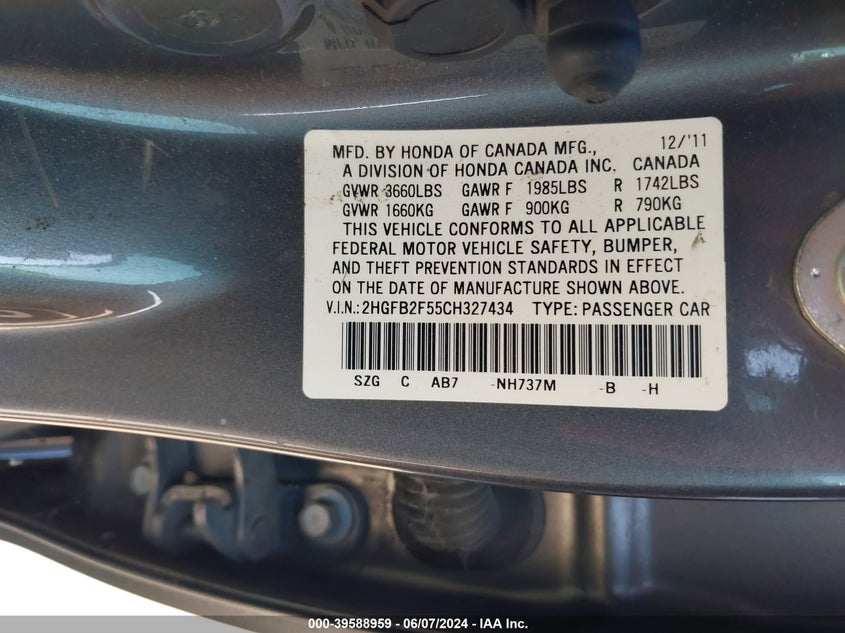 12/'11
MFD. BY HONDA OF CANADA MFG.,
A DIVISION OF HONDA CANADA INC. CANADA
GVWR 3660LBS GAWR F 1985LBS R 1742LBS
GVWR 1660KG GAWR F 900KG R 790KG
THIS VEHICLE CONFORMS TO ALL APPLICABLE
FEDERAL MOTOR VEHICLE SAFETY, BUMPER,
AND THEFT PREVENTION STANDARDS IN EFFECT
ON THE DATE OF MANUFACTURE SHOWN ABOVE.
V.I.N.:2HGFB2F55CH327434 TYPE: PASSENGER CAR
SZG C AB7 -NH737M -B -H
000-39588959 - 06/07/2024 - IAA Inc.